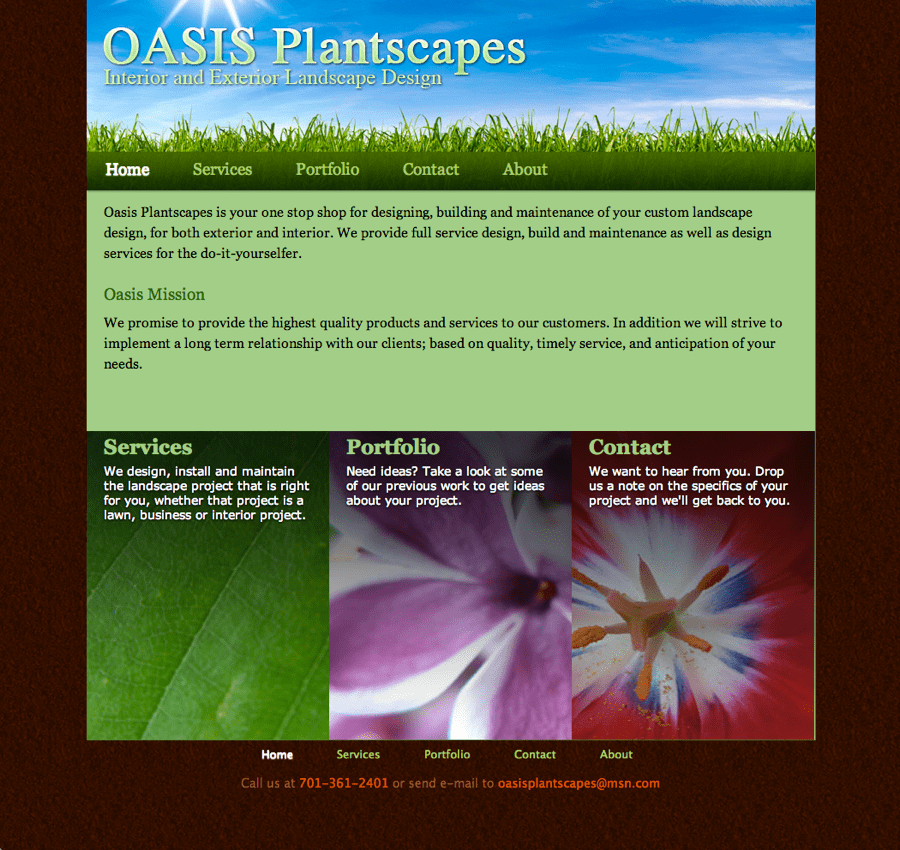 OASIS Plantscapes
Interior and Exterior Landscape Design
Home Services Portfolio Contact About
Oasis Plantscapes is your one stop shop for designing, building and maintenance of your custom landscape
design, for both exterior and interior. We provide full service design, build and maintenance as well as design
services for the do-it-yourselfer.
Oasis Mission
We promise to provide the highest quality products and services to our customers. In addition we will strive to
implement a long term relationship with our clients; based on quality, timely service, and anticipation of your
needs.
Services
We design, install and maintain
the landscape project that is right
for you, whether that project is a
lawn, business or interior project.
Portfolio
Need ideas? Take a look at some
of our previous work to get ideas
about your project.
Contact
We want to hear from you. Drop
us a note on the specifics of your
project and we'll get back to you.
Home Services Portfolio Contact About
Call us at 701-361-2401 or send e-mail to oasisplantscapes@msn.com